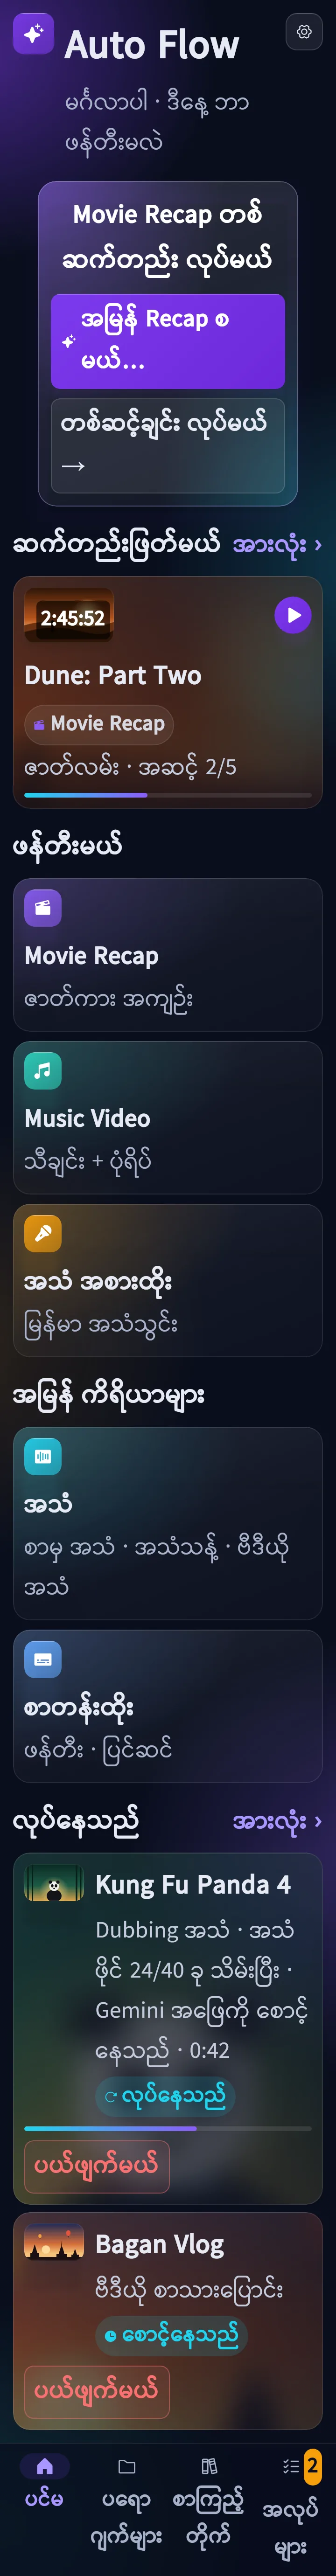 Auto Flow
မင်္ဂလာပါ · ဒီနေ့ ဘာ
ဖန်တီးမလဲ
Movie Recap တစ်
ဆက်တည်း လုပ်မယ်
အမြန် Recap စ
မယ်…
တစ်ဆင့်ချင်း လုပ်မယ်
→
ဆက်တည်းဖြတ်မယ် အားလုံး ›
2:45:52
Dune: Part Two
Movie Recap
ဇာတ်လမ်း · အဆင့် 2/5
ဖန်တီးမယ်
Movie Recap
ဇာတ်ကား အကျဉ်း
Music Video
သီချင်း + ပုံရိပ်
အသံ အစားထိုး
မြန်မာ အသံသွင်း
အမြန် ကိရိယာများ
အသံ
စာမှ အသံ · အသံသန့် · ဗီဒီယို
အသံ
စာတန်းထိုး
ဖန်တီး · ပြင်ဆင်
လုပ်နေသည် အားလုံး ›
Kung Fu Panda 4
Dubbing အသံ · အသံ
ဖိုင် 24/40 ခု သိမ်းပြီး ·
Gemini အဖြေကို စောင့်
နေသည် · 0:42
လုပ်နေသည်
ပယ်ဖျက်မယ်
Bagan Vlog
ဗီဒီယို စာသားပြောင်း
စောင့်နေသည်
ပယ်ဖျက်မယ်
2
ပင်မ ပရော စာကြည့် အလုပ်
ဂျက်များ တိုက် များ